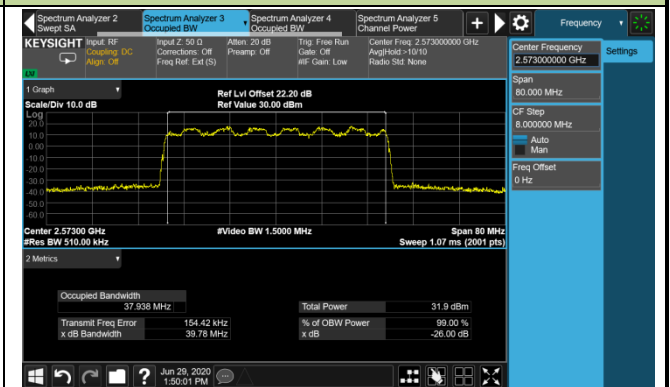 Spectrum Analyzer 2
Swept SA
Spectrum Analyzer 3
Occupied BW
Spectrum Analyzer 4
Occupied BW
Spectrum Analyzer 5
Channel Power
Frequency
KEYSIGHT
Input: RF
Coupling: DC
Align: Off
Input Z: 50 Ω
Corrections: Off
Freq Ref: Ext (S)
Atten: 20 dB
Preamp: Off
Trig: Free Run
Gate: Off
#IF Gain: Low
Center Freq: 2.573000000 GHz
Avg|Hold:>10/10
Radio Std: None
LXI
1 Graph
Scale/Div 10.0 dB
Ref Lvl Offset 22.20 dB
Ref Value 30.00 dBm
Log
20.0
10.0
0.00
-10.0
-20.0
-30.0
-40.0
-50.0
-60.0
Center 2.57300 GHz
#Res BW 510.00 kHz
#Video BW 1.5000 MHz
Span 80 MHz
Sweep 1.07 ms (2001 pts)
2 Metrics
Occupied Bandwidth
37.938 MHz
Total Power 31.9 dBm
Transmit Freq Error 154.42 kHz
% of OBW Power 99.00 %
x dB Bandwidth 39.78 MHz
x dB -26.00 dB
Jun 29, 2020
1:50:01 PM
Center Frequency
2.573000000 GHz
Settings
Span
80.000 MHz
CF Step
8.000000 MHz
Auto
Man
Freq Offset
0 Hz